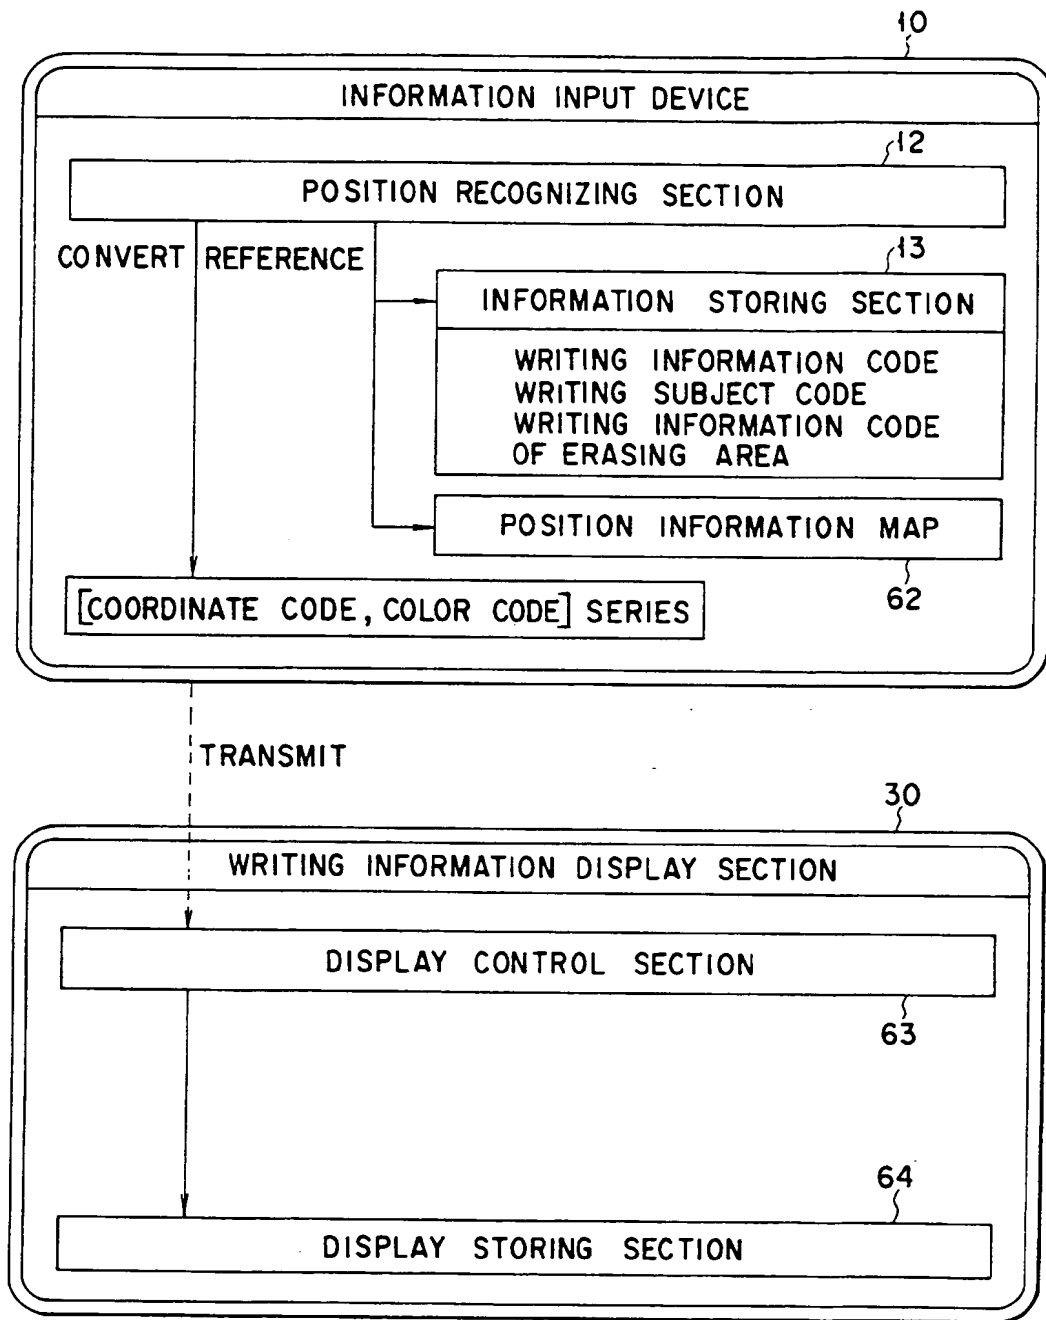 10
INFORMATION INPUT DEVICE
12
POSITION RECOGNIZING SECTION
CONVERT REFERENCE
13
INFORMATION STORING SECTION
WRITING INFORMATION CODE
WRITING SUBJECT CODE
WRITING INFORMATION CODE
OF ERASING AREA
POSITION INFORMATION MAP
62
[COORDINATE CODE, COLOR CODE] SERIES
TRANSMIT
30
WRITING INFORMATION DISPLAY SECTION
DISPLAY CONTROL SECTION
63
64
DISPLAY STORING SECTION